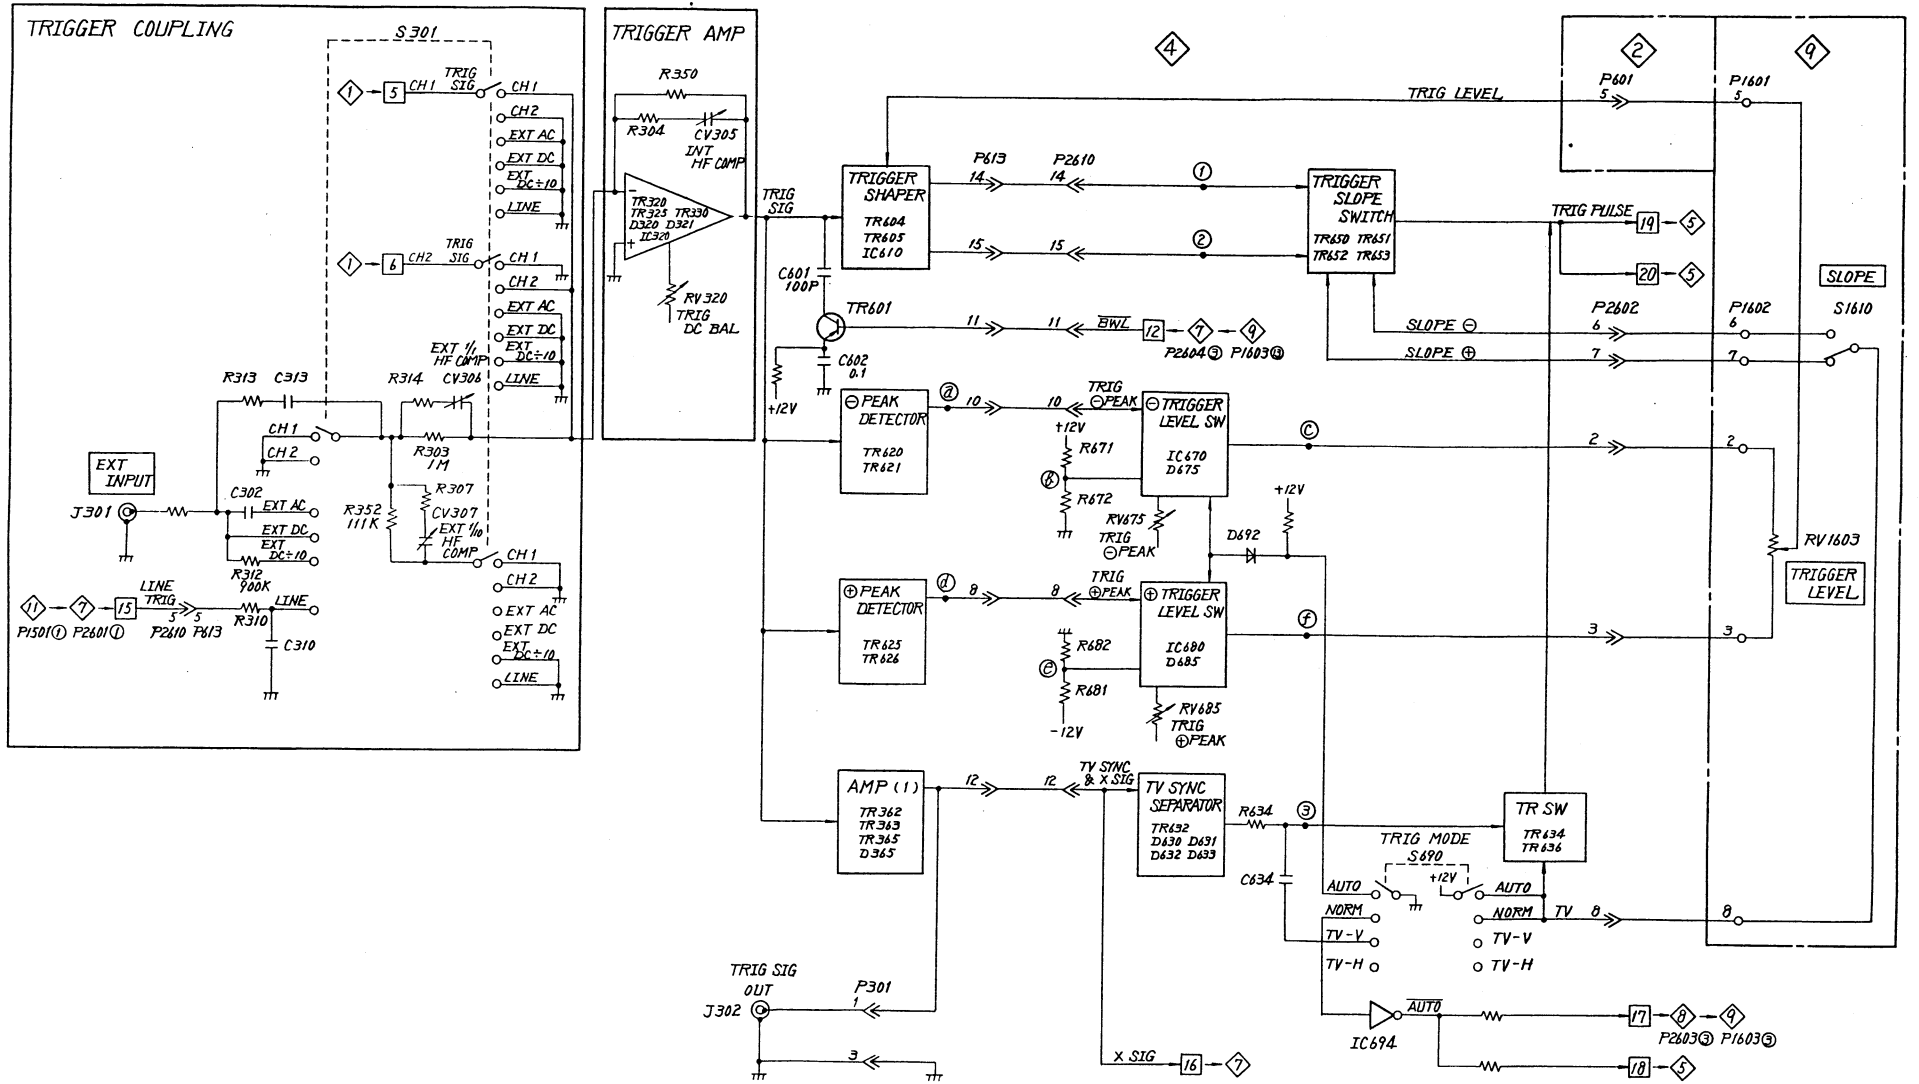 TRIGGER COUPLING
S301
1
5
CH1
TRIG
SIG
CH1
CH2
EXT AC
EXT DC
EXT
DC÷10
LINE
1
6
CH2
TRIG
SIG
CH1
CH2
EXT AC
EXT DC
EXT
DC÷10
LINE
EXT 1/1
HF COMP
R313
C313
R314
CV306
CH1
CH2
R303
1M
EXT
INPUT
J301
C302
EXT AC
EXT DC
EXT
DC÷10
R312
900K
R352
111K
R307
CV307
EXT 1/10
HF
COMP
CH1
CH2
EXT AC
EXT DC
EXT
DC÷10
LINE
11
7
15
LINE
TRIG
5
5
R310
LINE
P1501①
P2601①
P2610
P613
C310
TRIGGER AMP
R350
R304
CV305
INT
HF COMP
−
TR320
TR325 TR330
D320 D321
IC320
+
RV320
TRIG
DC BAL
TRIG
SIG
4
2
9
TRIG LEVEL
P601
5
P1601
5
TRIGGER
SHAPER
TR604
TR605
IC610
P613
14
P2610
14
①
15
15
②
TRIGGER
SLOPE
SWITCH
TR650 TR651
TR652 TR653
TRIG PULSE
19
5
20
5
SLOPE
S1610
C601
100P
TR601
C602
0.1
+12V
11
11
BWL
12
7
9
P2604③
P1603⑬
SLOPE ⊖
SLOPE ⊕
P2602
6
7
P1602
6
7
⊖ PEAK
DETECTOR
TR620
TR621
ⓐ
10
10
TRIG
⊖PEAK
+12V
R671
ⓑ
R672
⊖ TRIGGER
LEVEL SW
IC670
D675
RV675
TRIG
⊖PEAK
ⓒ
2
2
D692
+12V
RV1603
TRIGGER
LEVEL
⊕ PEAK
DETECTOR
TR625
TR626
ⓓ
8
8
TRIG
⊕PEAK
R682
ⓔ
R681
-12V
⊕ TRIGGER
LEVEL SW
IC680
D685
RV685
TRIG
⊕PEAK
ⓕ
3
3
AMP (1)
TR362
TR363
TR365
D365
12
12
TV SYNC
& X SIG
TV SYNC
SEPARATOR
TR632
D630 D631
D632 D633
R634
③
C634
TR SW
TR634
TR636
TRIG MODE
S690
+12V
AUTO
NORM
TV-V
TV-H
AUTO
NORM
TV-V
TV-H
TV
8
8
TRIG SIG
OUT
J302
P301
1
3
X SIG
16
7
IC694
AUTO
17
8
9
P2603③
P1603③
18
5